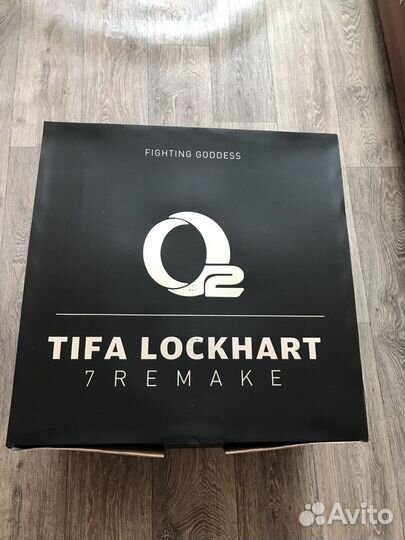 FIGHTING GODDESS
O2
TIFA LOCKHART
7REMAKE
Avito